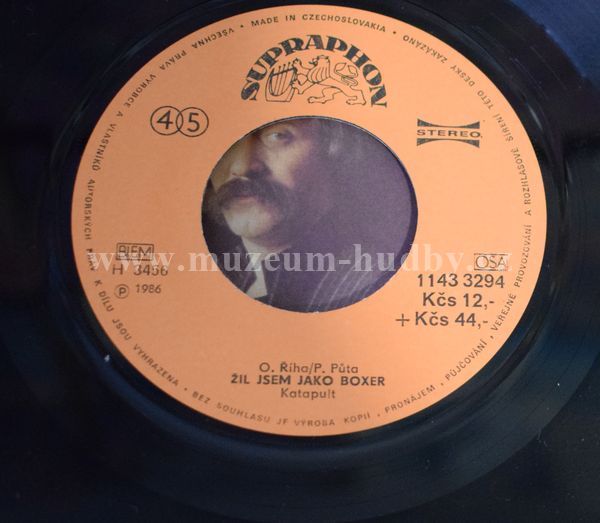 VŠECHNA PRÁVA VÝROBCE A VLASTNÍKŮ AUTORSKÝCH PRÁV K DÍLU JSOU VYHRAZENA • BEZ SOUHLASU JE VÝROBA KOPIÍ, PRONÁJEM, PŮJČOVÁNÍ, VEŘEJNÉ PROVOZOVÁNÍ A ROZHLASOVÉ ŠÍŘENÍ TÉTO DESKY ZAKÁZÁNO • MADE IN CZECHOSLOVAKIA •
SUPRAPHON
45
STEREO
BIEM
H 3456
Ⓟ 1986
OSA
1143 3294
Kčs 12,-
+ Kčs 44,-
www.muzeum-hudby.cz
O. Říha/P. Půta
ŽIL JSEM JAKO BOXER
Katapult